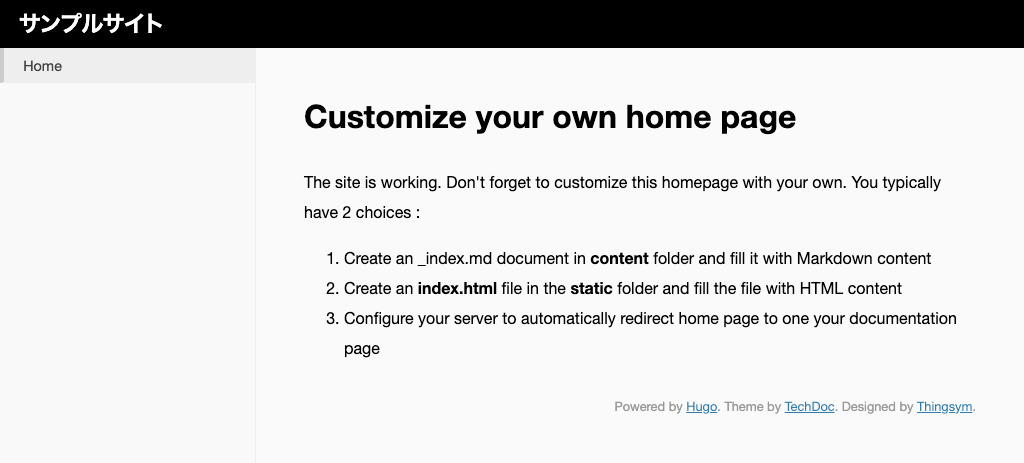 サンプルサイト
Home
Customize your own home page
The site is working. Don't forget to customize this homepage with your own. You typically
have 2 choices :
1. Create an _index.md document in content folder and fill it with Markdown content
2. Create an index.html file in the static folder and fill the file with HTML content
3. Configure your server to automatically redirect home page to one your documentation
page
Powered by Hugo. Theme by TechDoc. Designed by Thingsym.